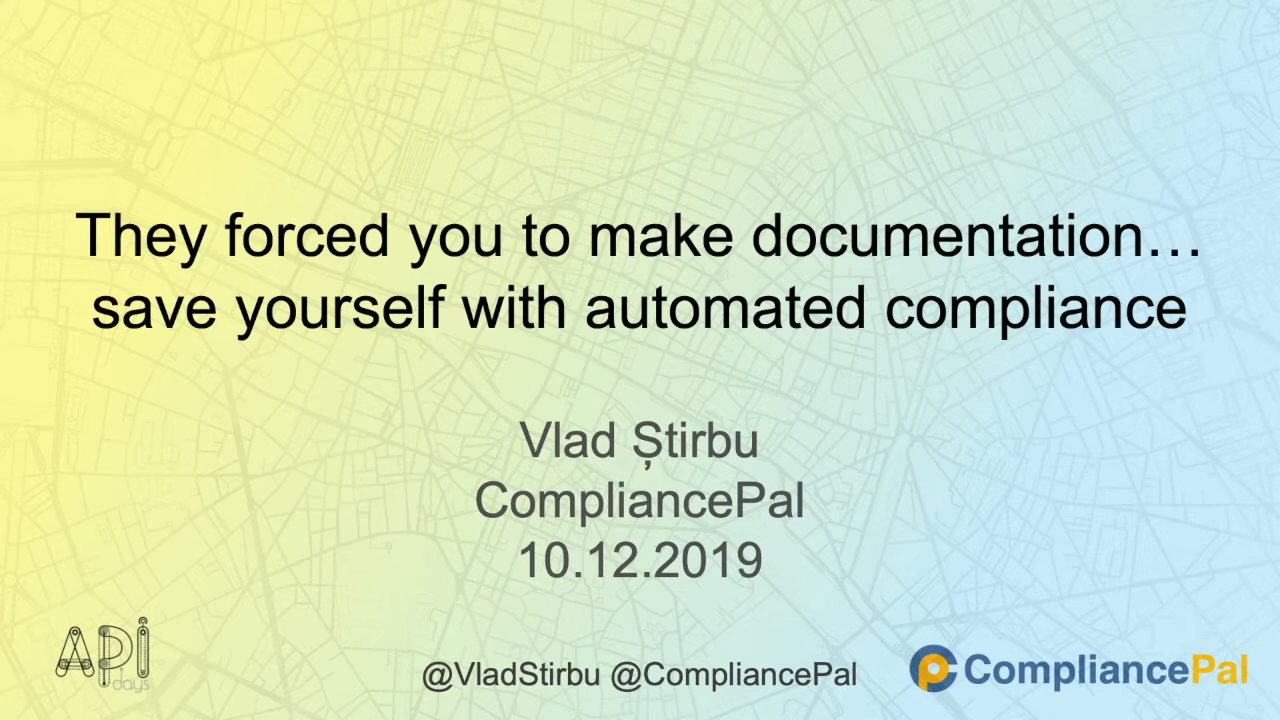 They forced you to make documentation…
save yourself with automated compliance
Vlad Știrbu
CompliancePal
10.12.2019
APi
days
@VladStirbu @CompliancePal
CompliancePal